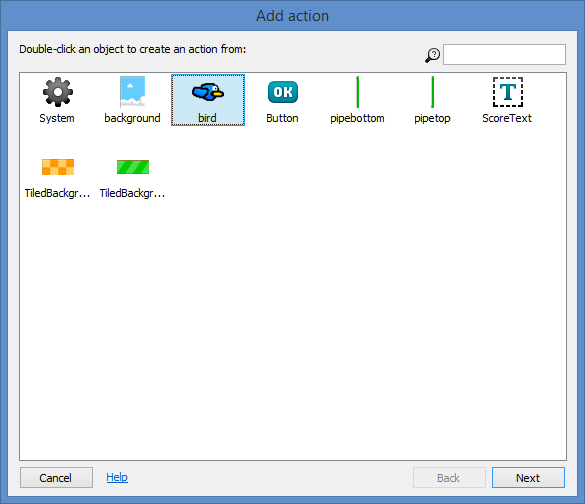 Add action
Double-click an object to create an action from:
OK
T
System
background
bird
Button
pipebottom
pipetop
ScoreText
TiledBackgr...
TiledBackgr...
Cancel
Help
Back
Next